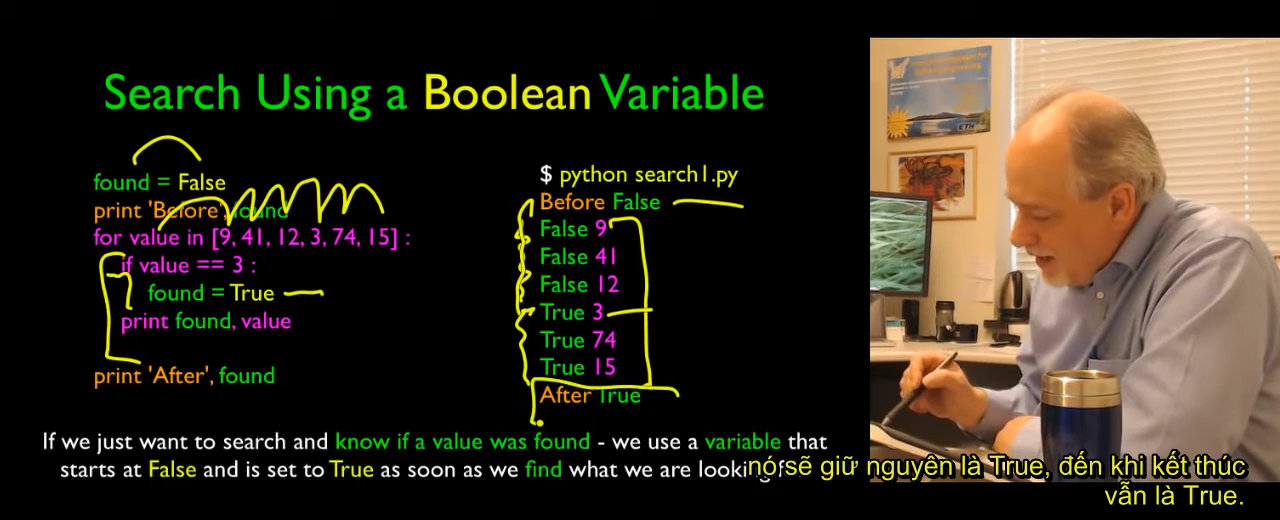 Search Using a Boolean Variable
found = False
print 'Before', found
for value in [9, 41, 12, 3, 74, 15] :
if value == 3 :
found = True
print found, value
print 'After', found
$ python search1.py
Before False
False 9
False 41
False 12
True 3
True 74
True 15
After True
If we just want to search and know if a value was found - we use a variable that
starts at False and is set to True as soon as we find what we are looking
nó sẽ giữ nguyên là True, đến khi kết thúc
vẫn là True.
ETH